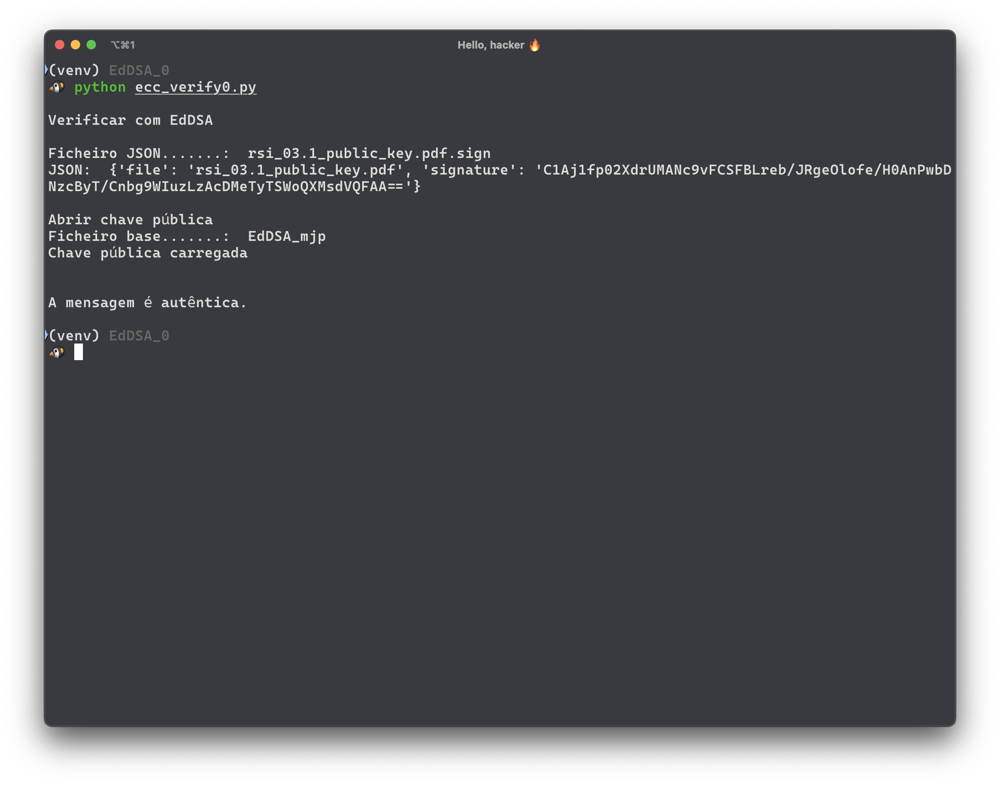 ⌥⌘1 Hello, hacker 🔥
(venv) EdDSA_0
python ecc_verify0.py
Verificar com EdDSA
Ficheiro JSON.......:  rsi_03.1_public_key.pdf.sign
JSON:  {'file': 'rsi_03.1_public_key.pdf', 'signature': 'C1Aj1fp02XdrUMANc9vFCSFBLreb/JRgeOlofe/H0AnPwbD
NzcByT/Cnbg9WIuzLzAcDMeTyTSWoQXMsdVQFAA=='}
Abrir chave pública
Ficheiro base.......:  EdDSA_mjp
Chave pública carregada
A mensagem é autêntica.
(venv) EdDSA_0